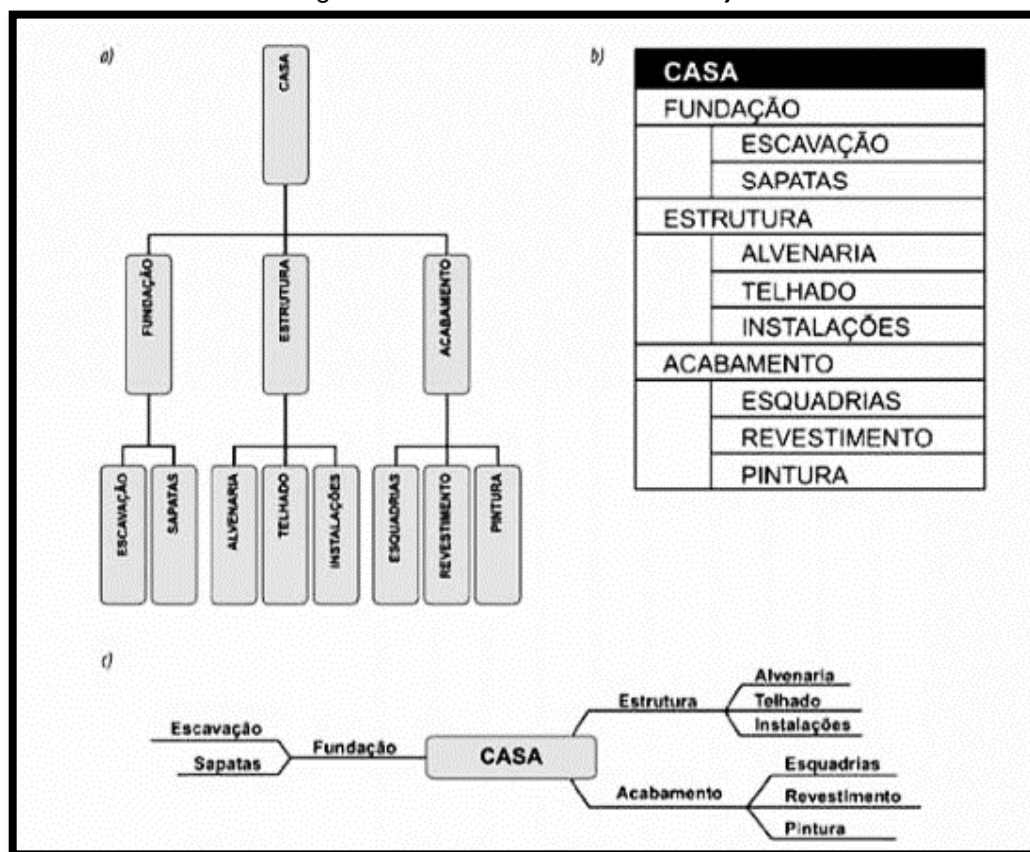 a)
CASA
FUNDAÇÃO
ESTRUTURA
ACABAMENTO
ESCAVAÇÃO
SAPATAS
ALVENARIA
TELHADO
INSTALAÇÕES
ESQUADRIAS
REVESTIMENTO
PINTURA
b)
CASA
FUNDAÇÃO
ESCAVAÇÃO
SAPATAS
ESTRUTURA
ALVENARIA
TELHADO
INSTALAÇÕES
ACABAMENTO
ESQUADRIAS
REVESTIMENTO
PINTURA
c)
Escavação
Sapatas
Fundação
CASA
Estrutura
Alvenaria
Telhado
Instalações
Acabamento
Esquadrias
Revestimento
Pintura